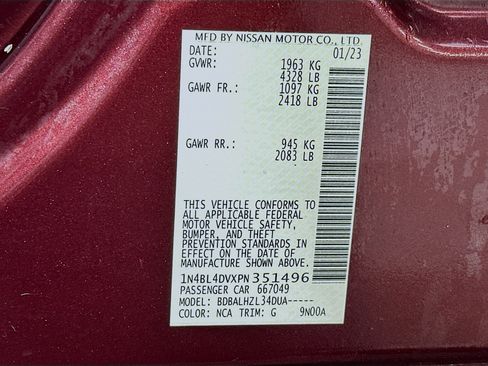 MFD BY NISSAN MOTOR CO., LTD.
DATE: 01/23
GVWR: 1963 KG
4328 LB
GAWR FR.: 1097 KG
2418 LB
GAWR RR.: 945 KG
2083 LB
THIS VEHICLE CONFORMS TO
ALL APPLICABLE FEDERAL
MOTOR VEHICLE SAFETY,
BUMPER, AND THEFT
PREVENTION STANDARDS IN
EFFECT ON THE DATE OF
MANUFACTURE SHOWN ABOVE.
1N4BL4DVXPN351496
PASSENGER CAR 667049
MODEL: BDBALHZL34DUA-----
COLOR: NCA TRIM: G 9N00A